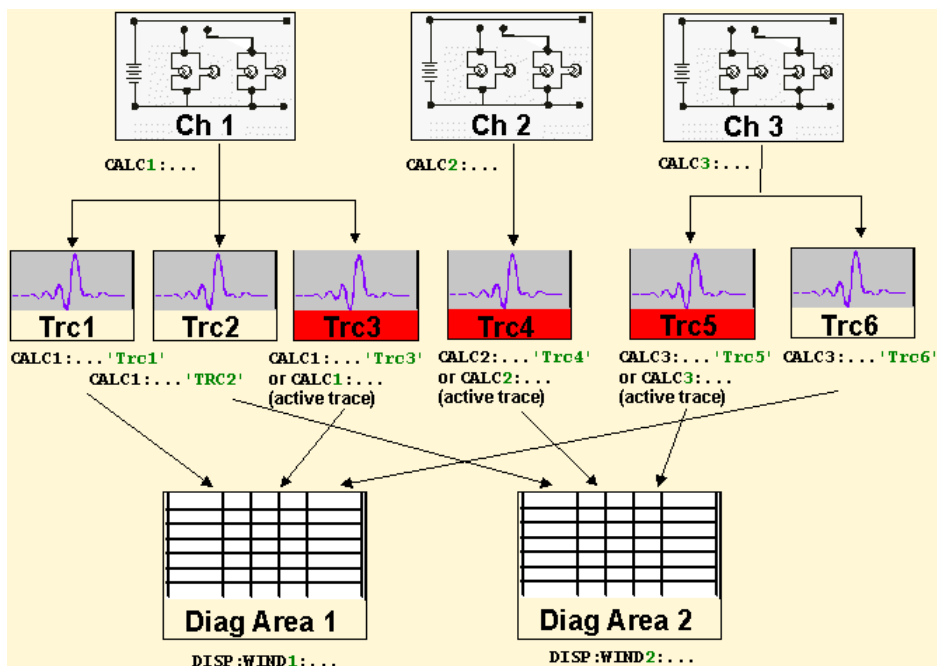 Ch 1
Ch 2
Ch 3
CALC1:...
CALC2:...
CALC3:...
Trc1
Trc2
Trc3
Trc4
Trc5
Trc6
CALC1:...'Trc1'
CALC1:...'TRC2'
CALC1:...'Trc3'
or CALC1:...
(active trace)
CALC2:...'Trc4'
or CALC2:...
(active trace)
CALC3:...'Trc5'
or CALC3:...
(active trace)
CALC3:...'Trc6'
Diag Area 1
Diag Area 2
DISP:WIND1:...
DISP:WIND2:...